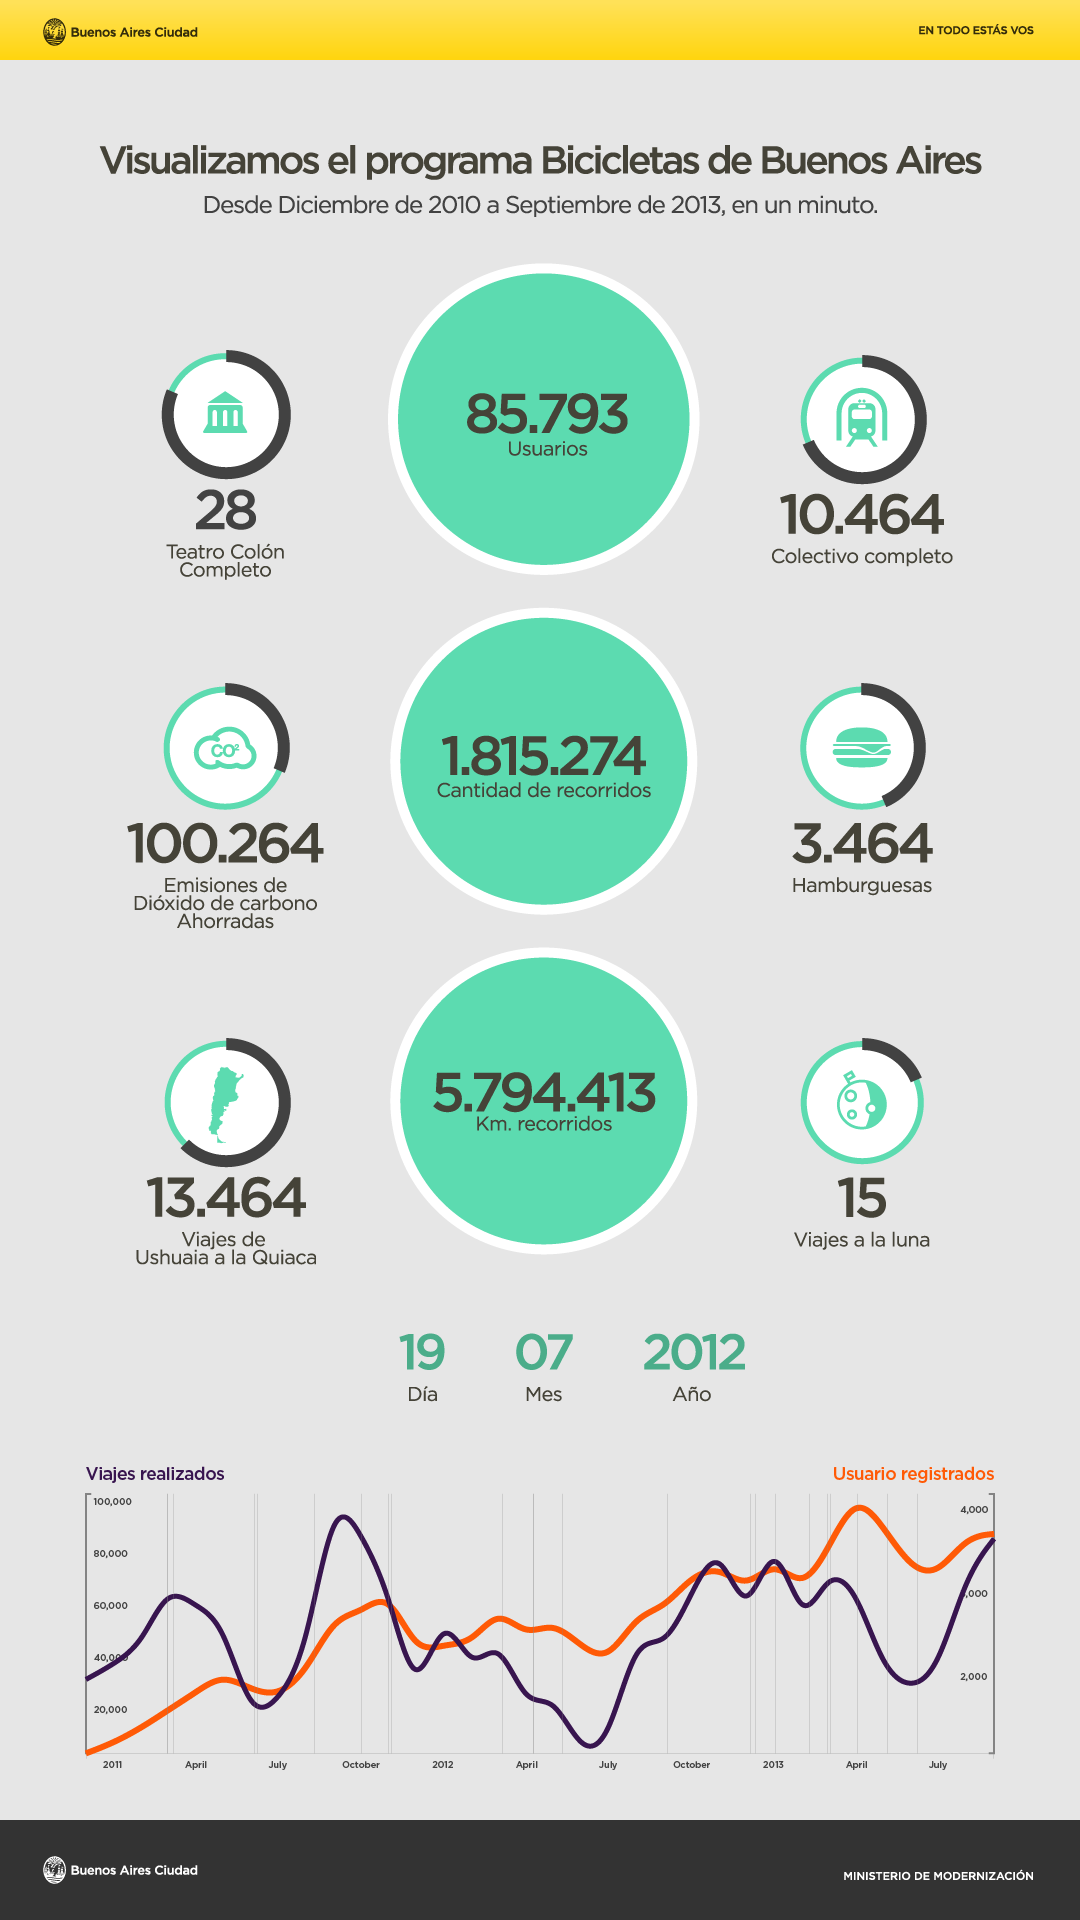 Buenos Aires Ciudad
EN TODO ESTÁS VOS
Visualizamos el programa Bicicletas de Buenos Aires
Desde Diciembre de 2010 a Septiembre de 2013, en un minuto.
85.793
Usuarios
28
Teatro Colón
Completo
10.464
Colectivo completo
1.815.274
Cantidad de recorridos
CO²
100.264
Emisiones de
Dióxido de carbono
Ahorradas
3.464
Hamburguesas
5.794.413
Km. recorridos
13.464
Viajes de
Ushuaia a la Quiaca
15
Viajes a la luna
19 07 2012
Día Mes Año
Viajes realizados
Usuario registrados
100,000
80,000
60,000
40,000
20,000
4,000
,000
2,000
2011 April July October 2012 April July October 2013 April July
Buenos Aires Ciudad
MINISTERIO DE MODERNIZACIÓN